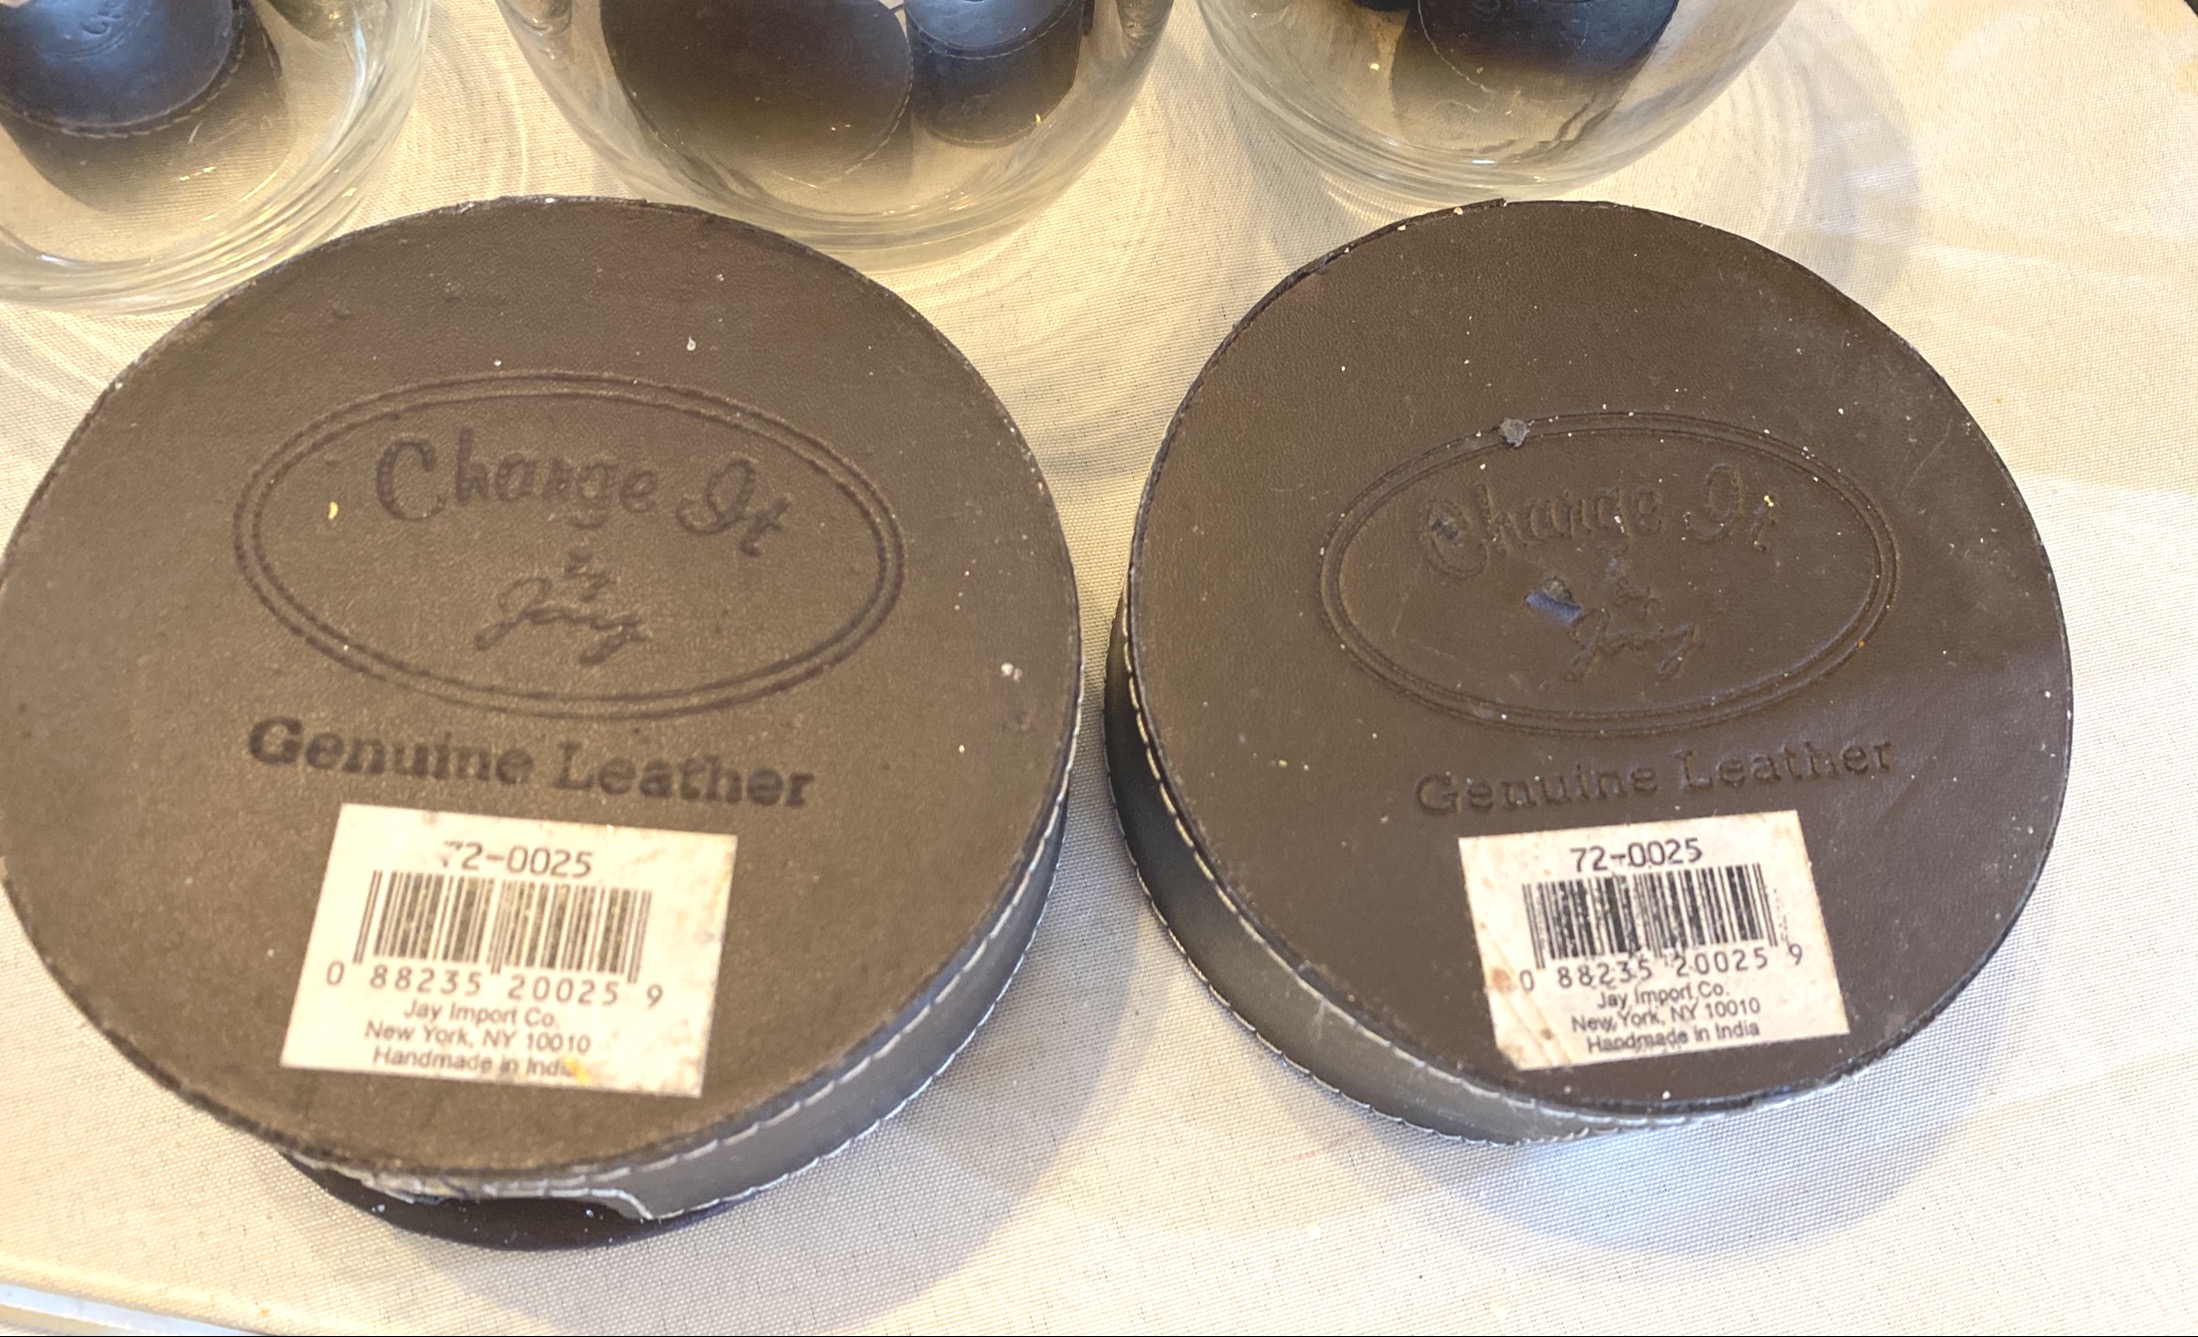 Charge It
by
Jay
Genuine Leather
72-0025
0 88235 20025 9
Jay Import Co.
New York, NY 10010
Handmade in India
Charge It
by
Jay
Genuine Leather
72-0025
0 88235 20025 9
Jay Import Co.
New York, NY 10010
Handmade in India